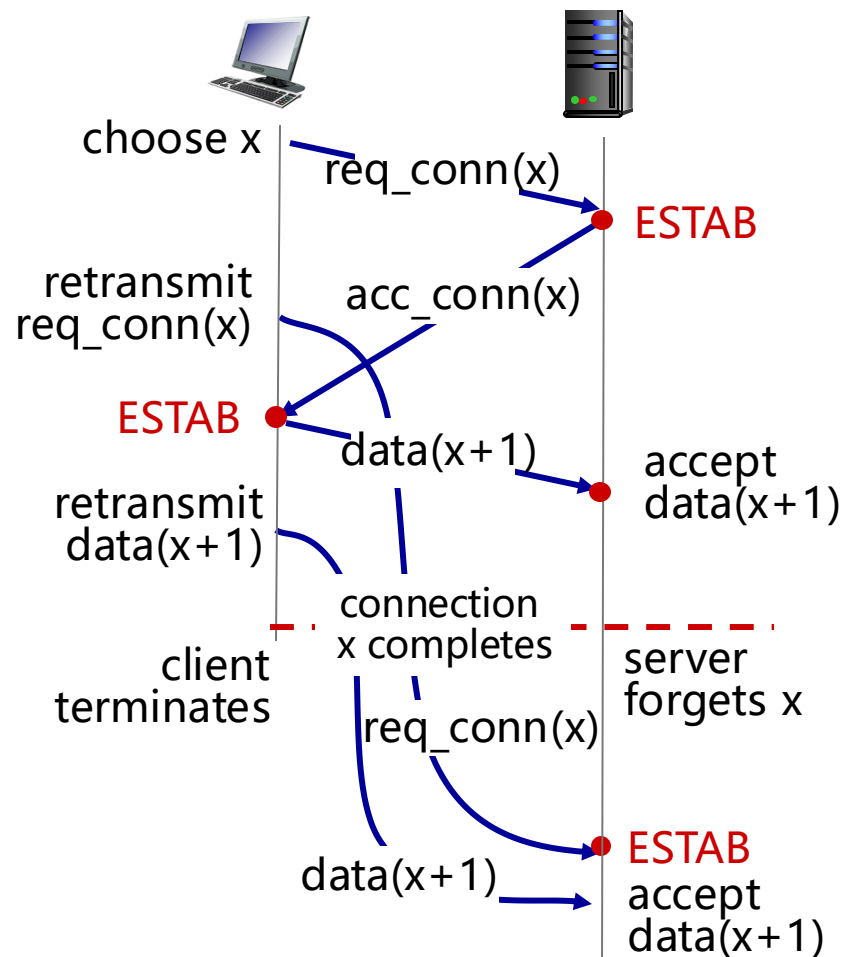 choose x
req_conn(x)
ESTAB
retransmit
req_conn(x)
acc_conn(x)
ESTAB
data(x+1)
accept
data(x+1)
retransmit
data(x+1)
connection
x completes
client
terminates
server
forgets x
req_conn(x)
ESTAB
data(x+1)
accept
data(x+1)